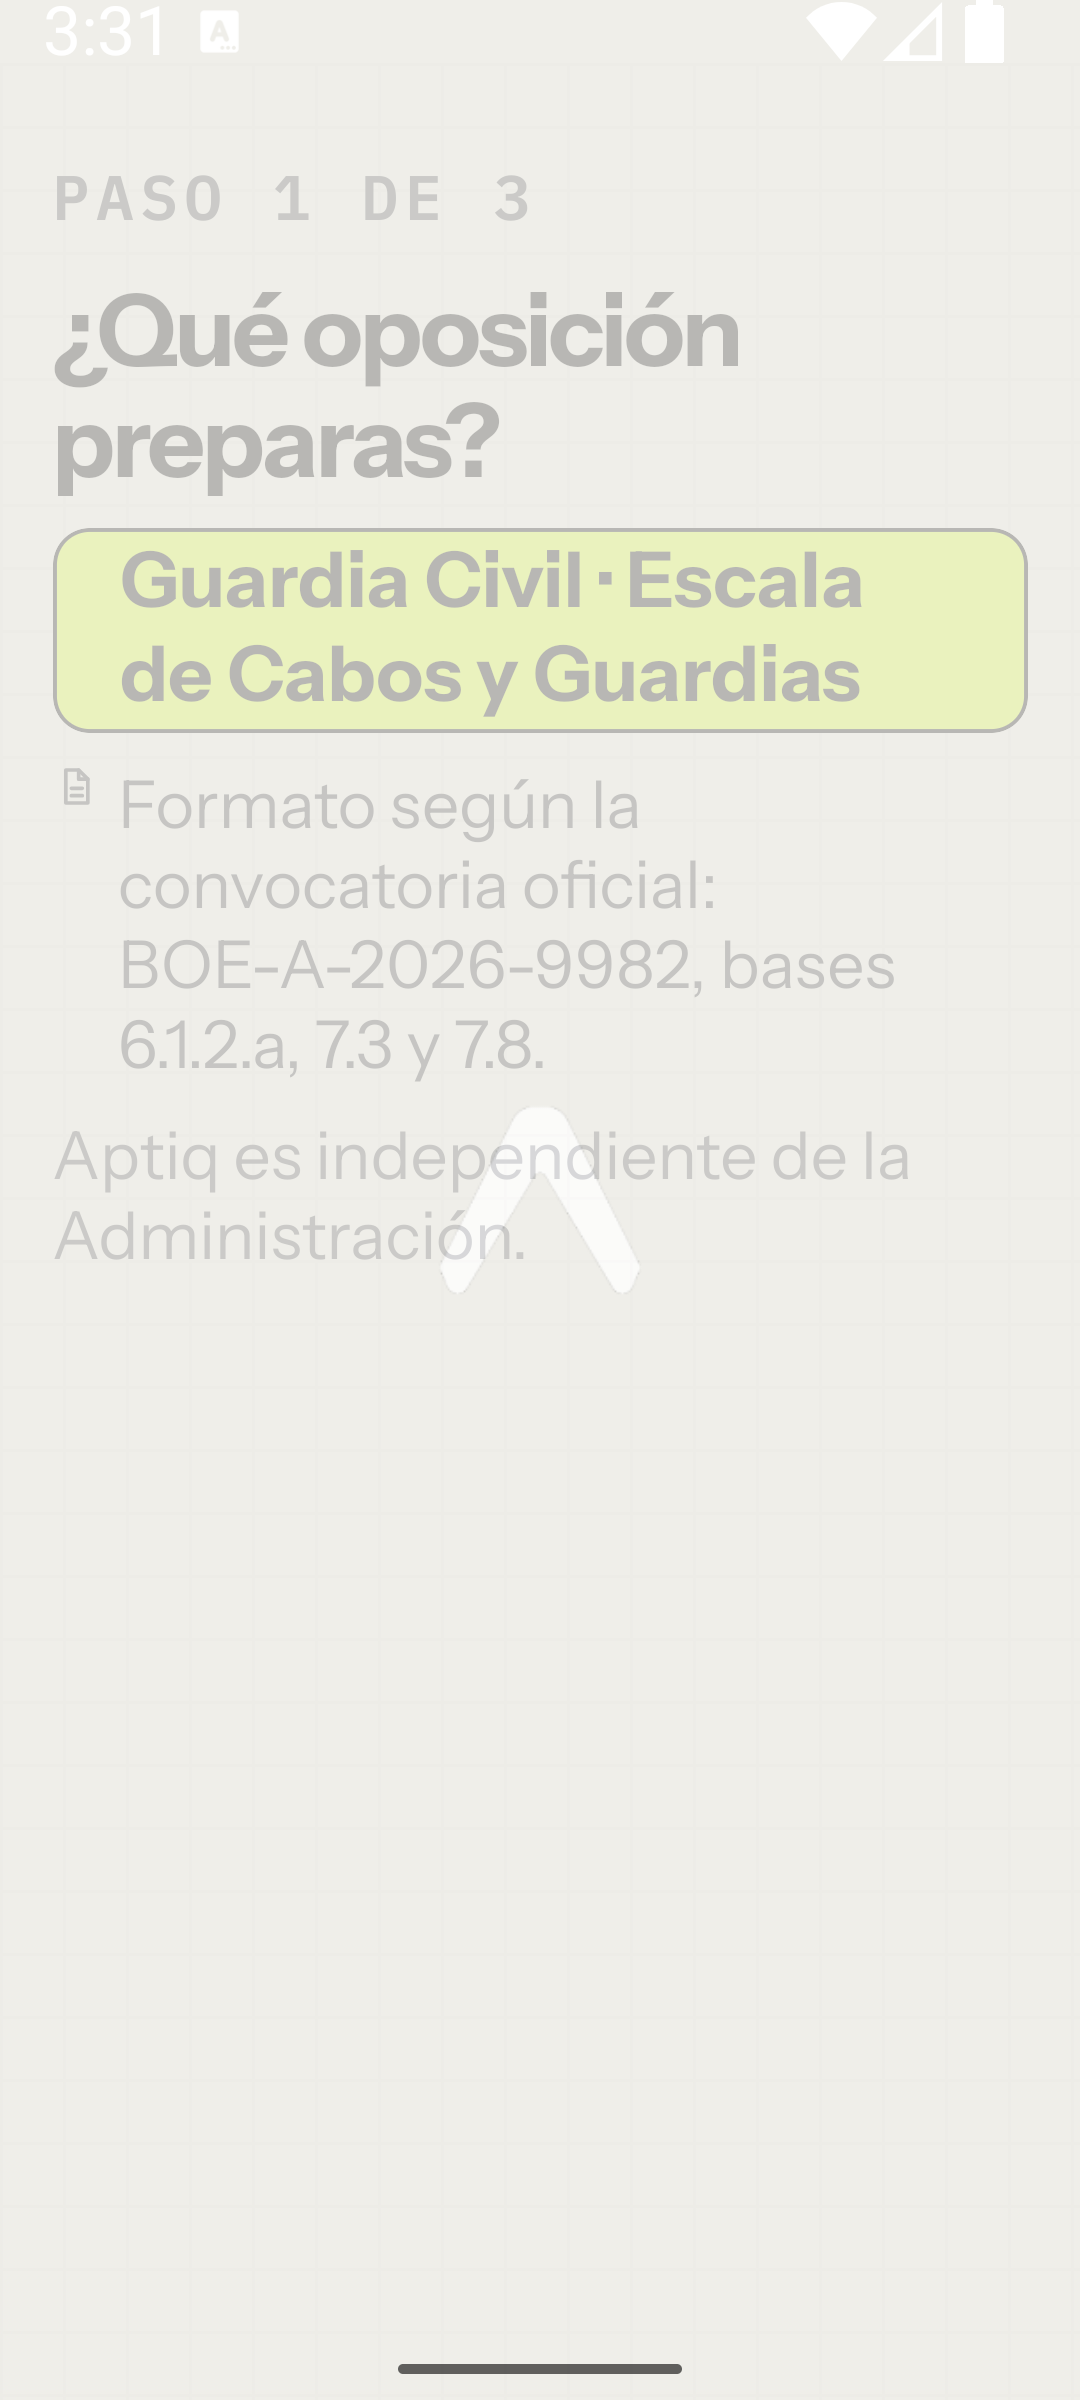 3:31
PASO 1 DE 3
¿Qué oposición
preparas?
Guardia Civil · Escala
de Cabos y Guardias
Formato según la
convocatoria oficial:
BOE-A-2026-9982, bases
6.1.2.a, 7.3 y 7.8.
Aptiq es independiente de la
Administración.